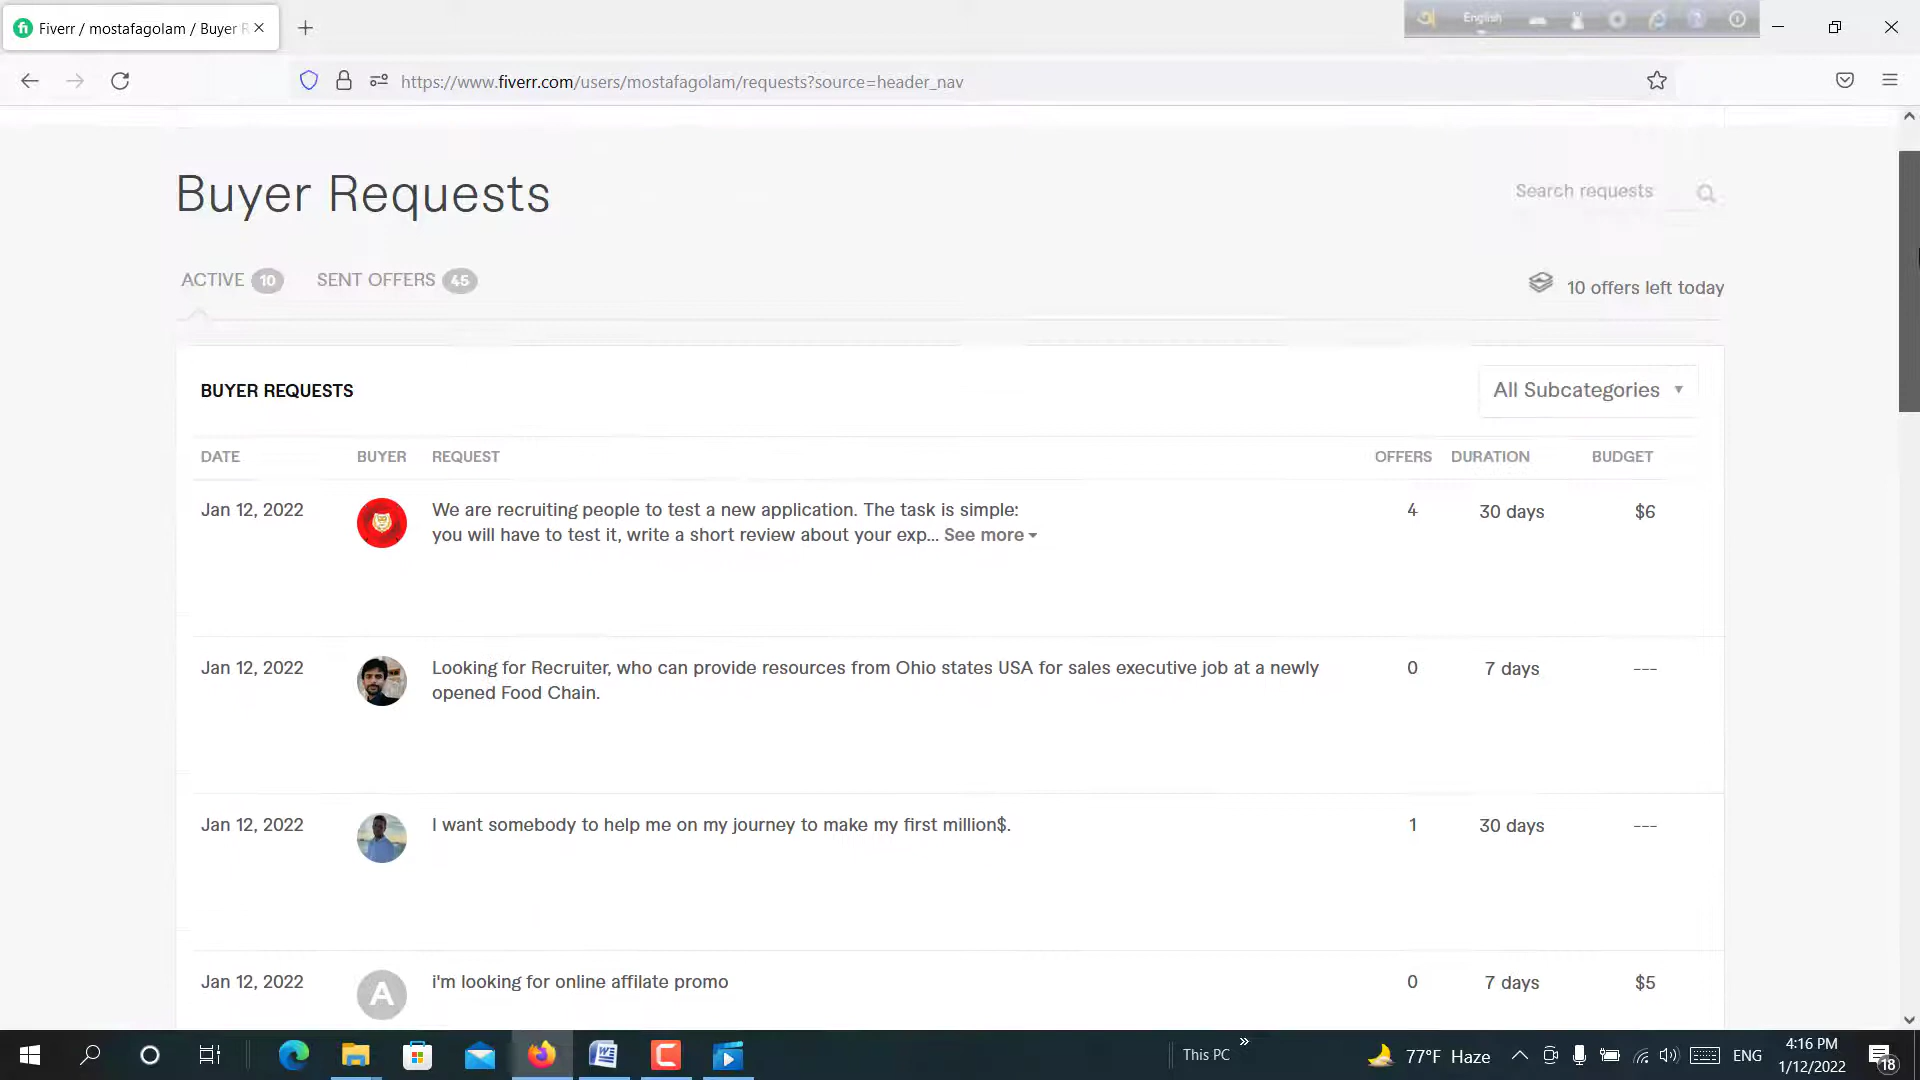 Fiverr / mostafagolam / Buyer R
English
https://www.fiverr.com/users/mostafagolam/requests?source=header_nav
Buyer Requests
Search requests
ACTIVE 10 SENT OFFERS 45
10 offers left today
BUYER REQUESTS
All Subcategories
DATE BUYER REQUEST OFFERS DURATION BUDGET
Jan 12, 2022 We are recruiting people to test a new application. The task is simple: 4 30 days $6
you will have to test it, write a short review about your exp... See more
Jan 12, 2022 Looking for Recruiter, who can provide resources from Ohio states USA for sales executive job at a newly 0 7 days ---
opened Food Chain.
Jan 12, 2022 I want somebody to help me on my journey to make my first million$. 1 30 days ---
Jan 12, 2022 A i'm looking for online affilate promo 0 7 days $5
This PC
77°F Haze
ENG
4:16 PM
1/12/2022
18